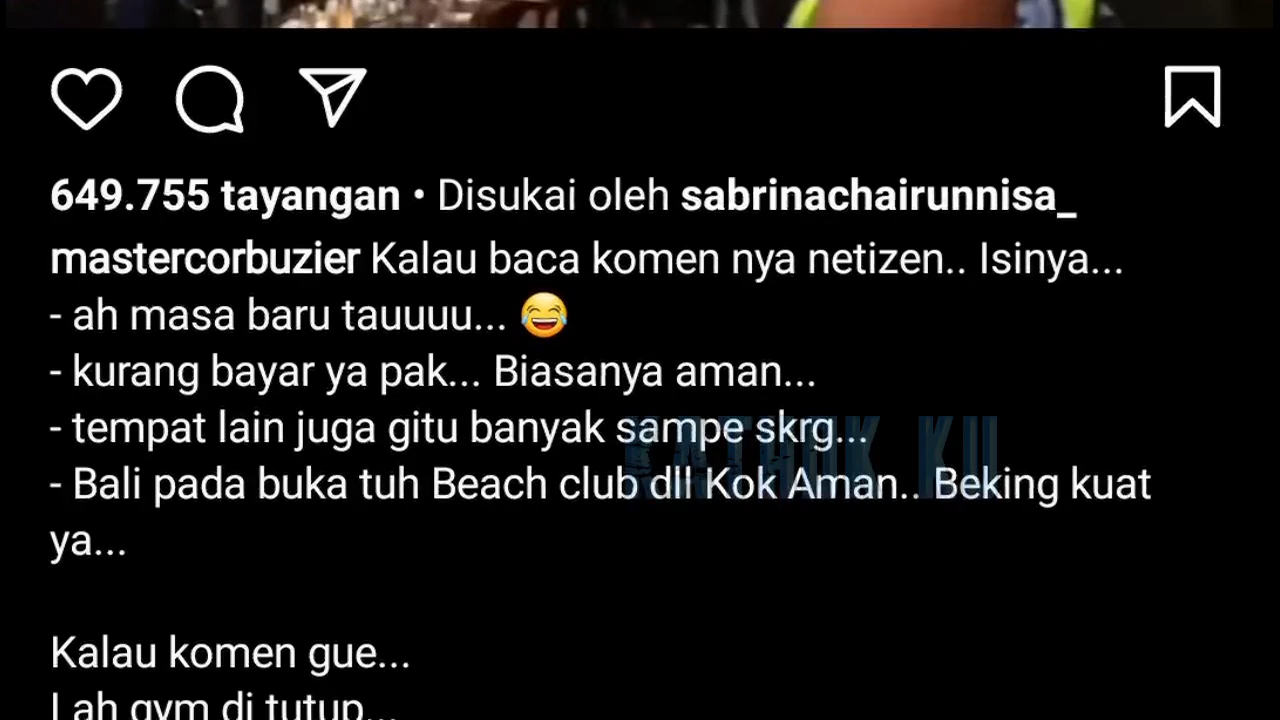 649.755 tayangan • Disukai oleh sabrinachairunnisa_
mastercorbuzier Kalau baca komen nya netizen.. Isinya...
- ah masa baru tauuuu... 😂
- kurang bayar ya pak... Biasanya aman...
- tempat lain juga gitu banyak sampe skrg...
- Bali pada buka tuh Beach club dll Kok Aman.. Beking kuat
ya...
KATHOK KU
Kalau komen gue...
Lah gym di tutup...